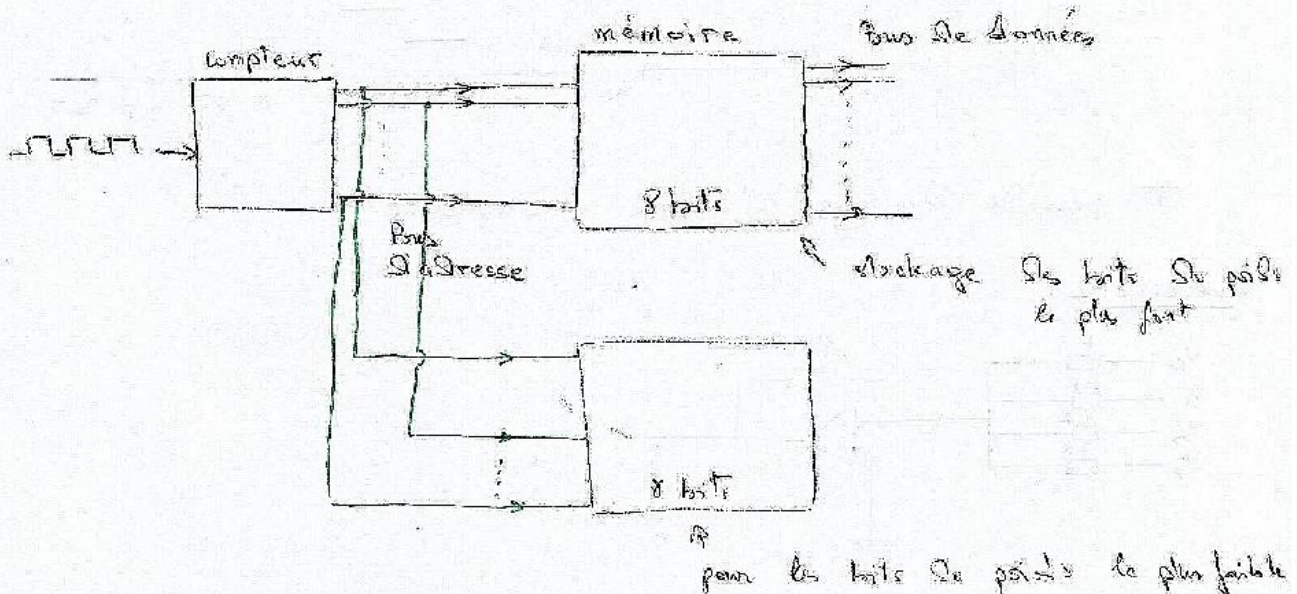 mémoire
Bus de données
compteur
8 bits
Bus
d'adresse
stockage des bits de poids
le plus fort
8 bits
pour les bits de poids le plus faible